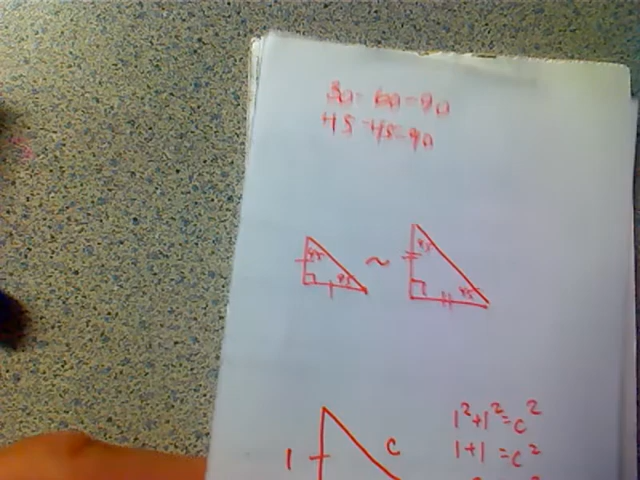 30-60-90
45-45-90
45 45 ~ 45 45
1 c
1²+1²=c²
1+1=c²